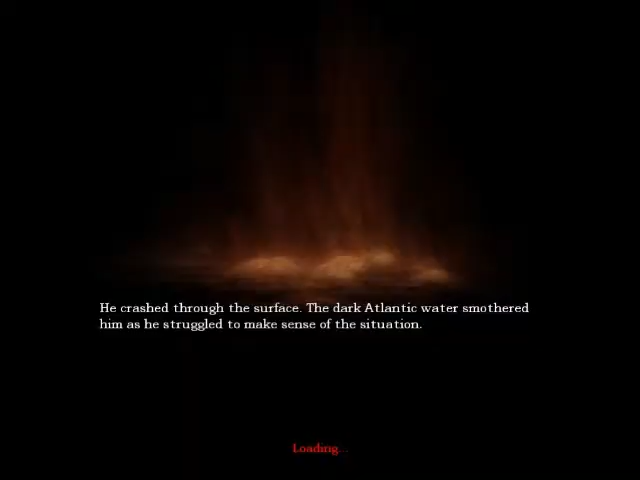 He crashed through the surface. The dark Atlantic water smothered
him as he struggled to make sense of the situation.
Loading...